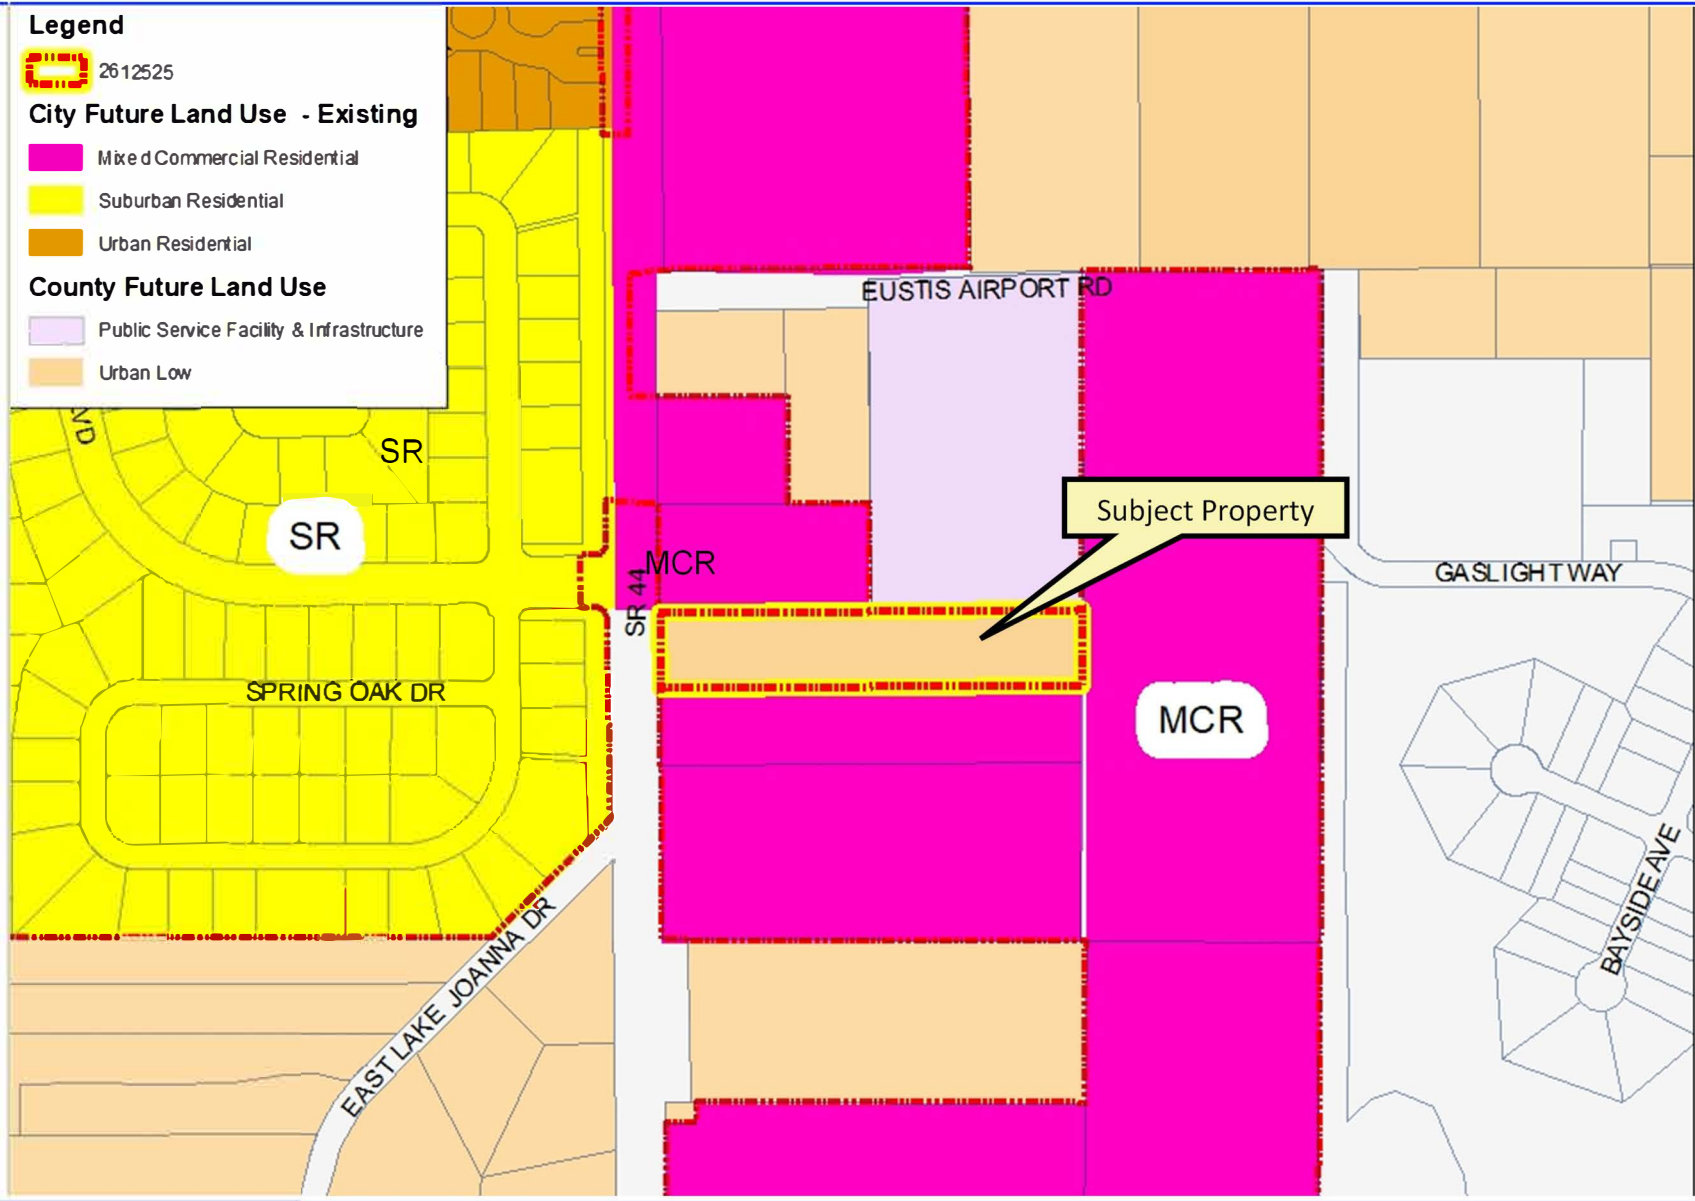 Legend
2612525
City Future Land Use - Existing
Mixed Commercial Residential
Suburban Residential
Urban Residential
County Future Land Use
Public Service Facility & Infrastructure
Urban Low
EUSTIS AIRPORT RD
VD
SR
SR
Subject Property
MCR
SR 44
GASLIGHT WAY
SPRING OAK DR
MCR
BAYSIDE AVE
EAST LAKE JOANNA DR